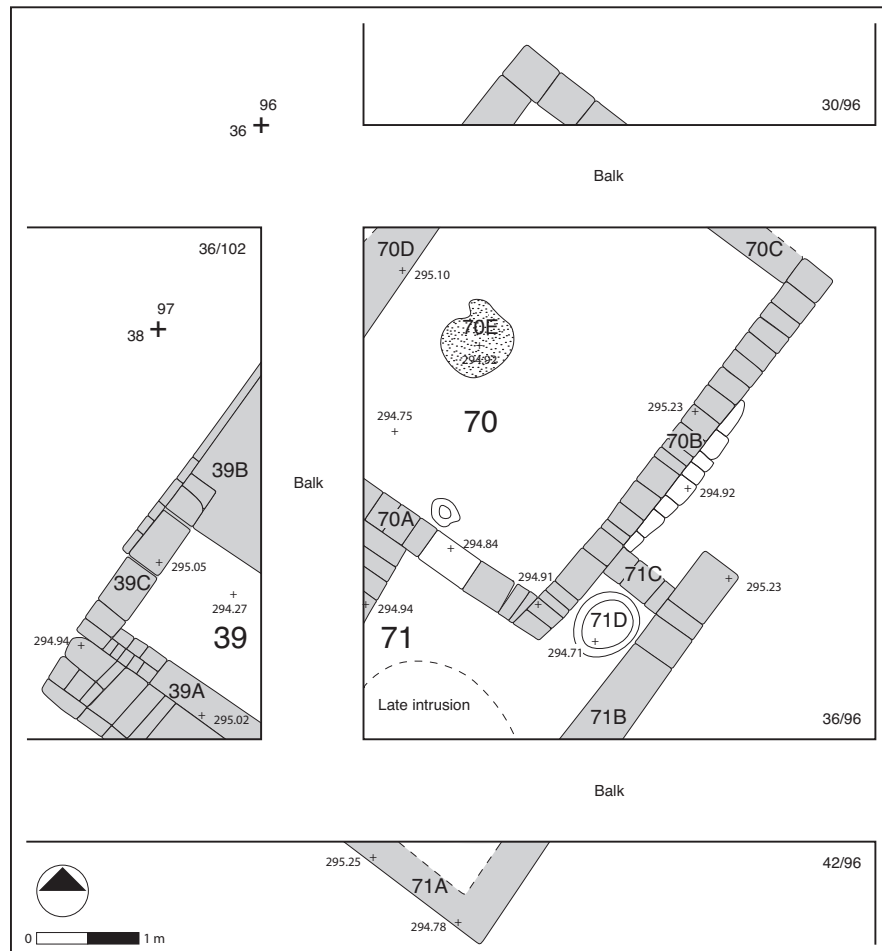 30/96
96
36
Balk
36/102
70D
70C
295.10
97
38
70E
294.92
295.23
294.75
70
70B
39B
Balk
294.92
70A
294.84
295.05
294.91
71C
295.23
39C
294.27
294.94
71D
294.94
39
71
294.71
39A
Late intrusion
295.02
71B
36/96
Balk
295.25
42/96
71A
294.78
0
1 m